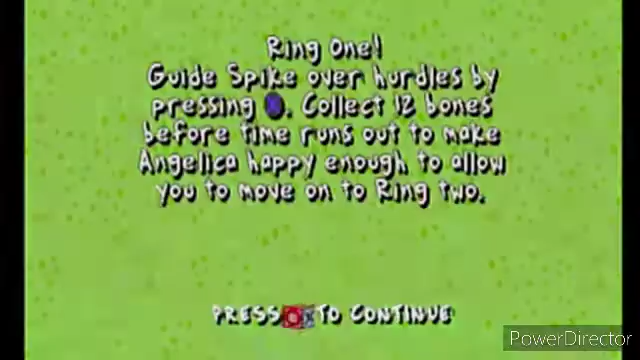 Ring One!
Guide Spike over hurdles by
pressing X. Collect 12 bones
before time runs out to make
Angelica happy enough to allow
you to move on to Ring two.
PRESS TO CONTINUE
PowerDirector